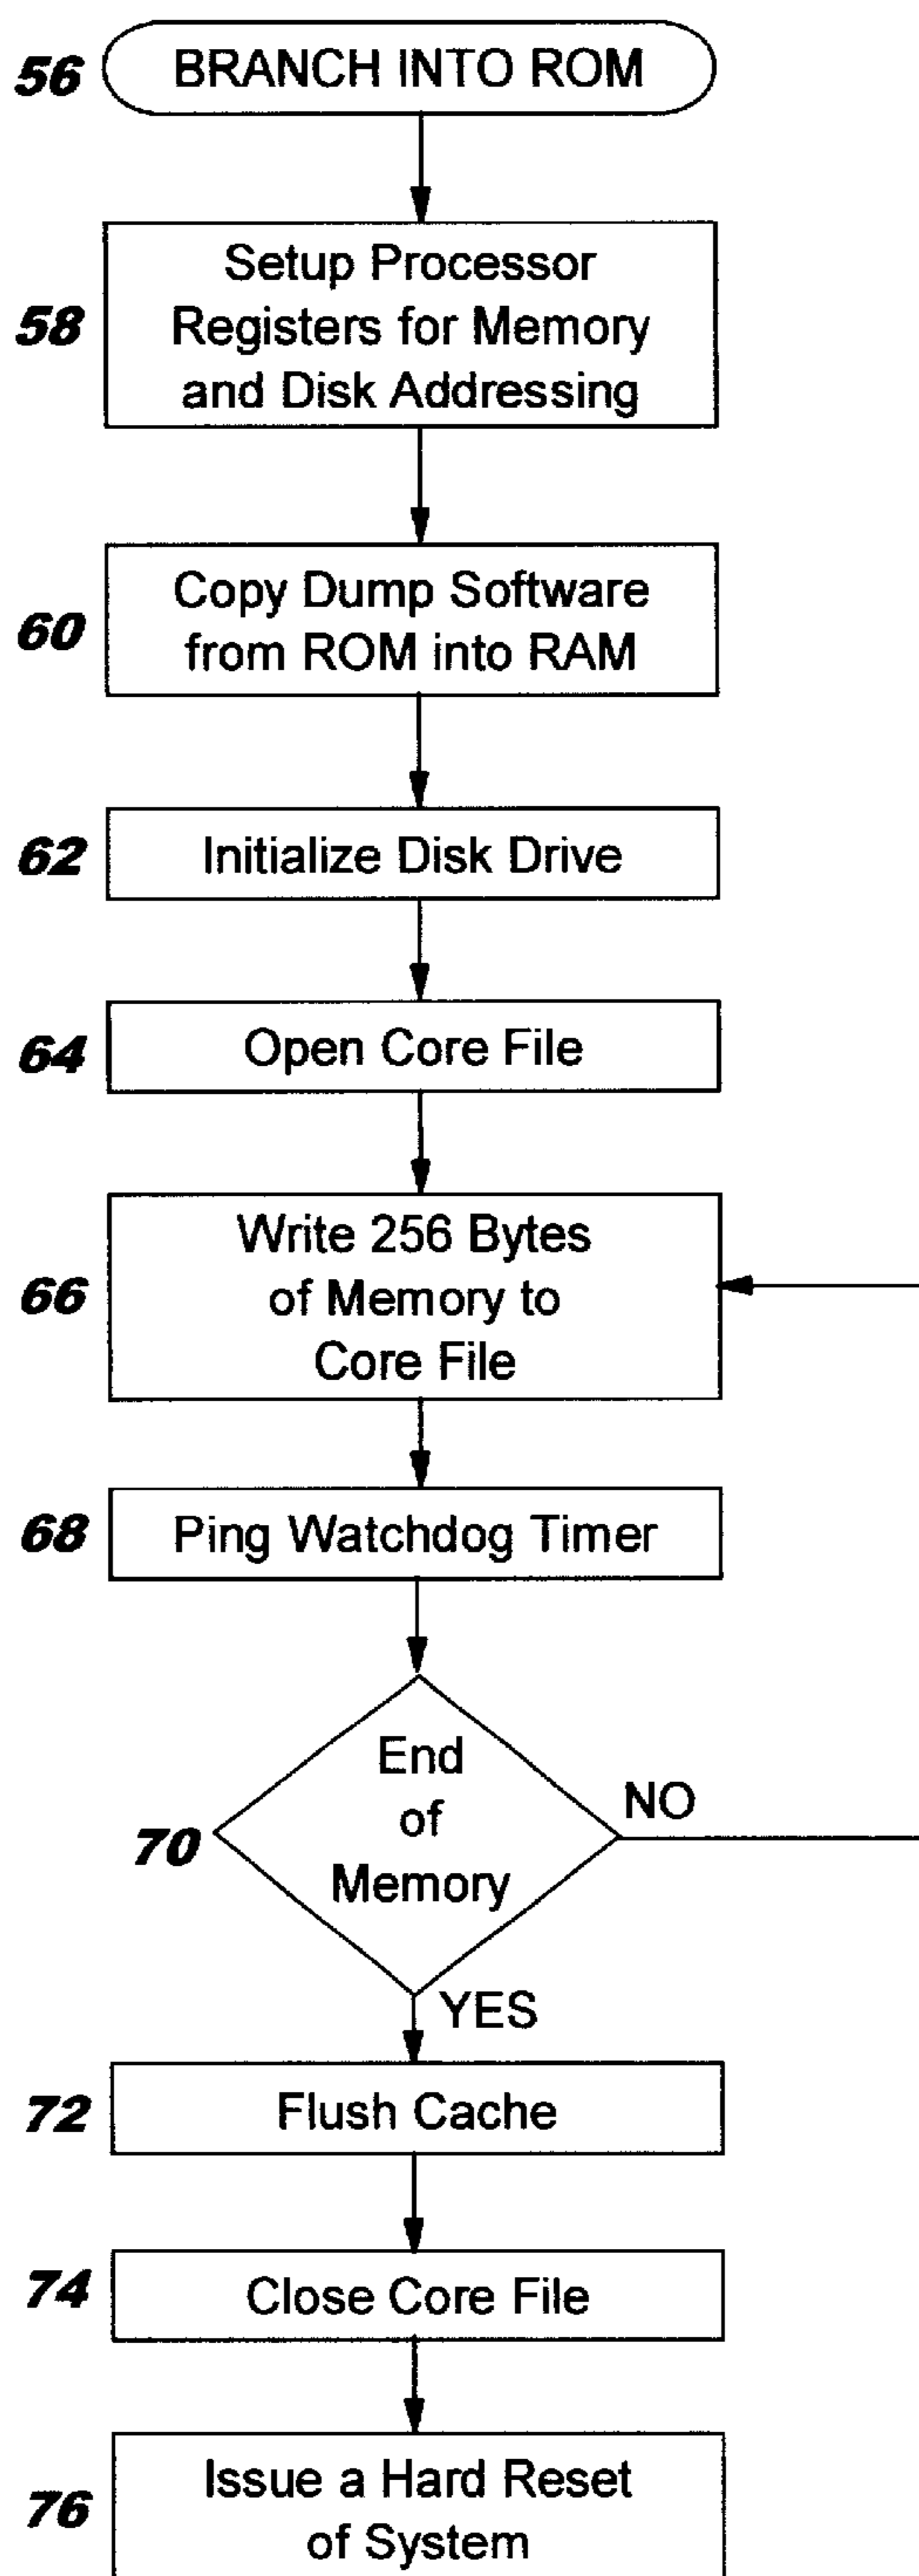 56 BRANCH INTO ROM
Setup Processor
58 Registers for Memory
and Disk Addressing
Copy Dump Software
60 from ROM into RAM
62 Initialize Disk Drive
64 Open Core File
Write 256 Bytes
66 of Memory to
Core File
68 Ping Watchdog Timer
End
of
NO
70
Memory
YES
72 Flush Cache
74 Close Core File
Issue a Hard Reset
76 of System